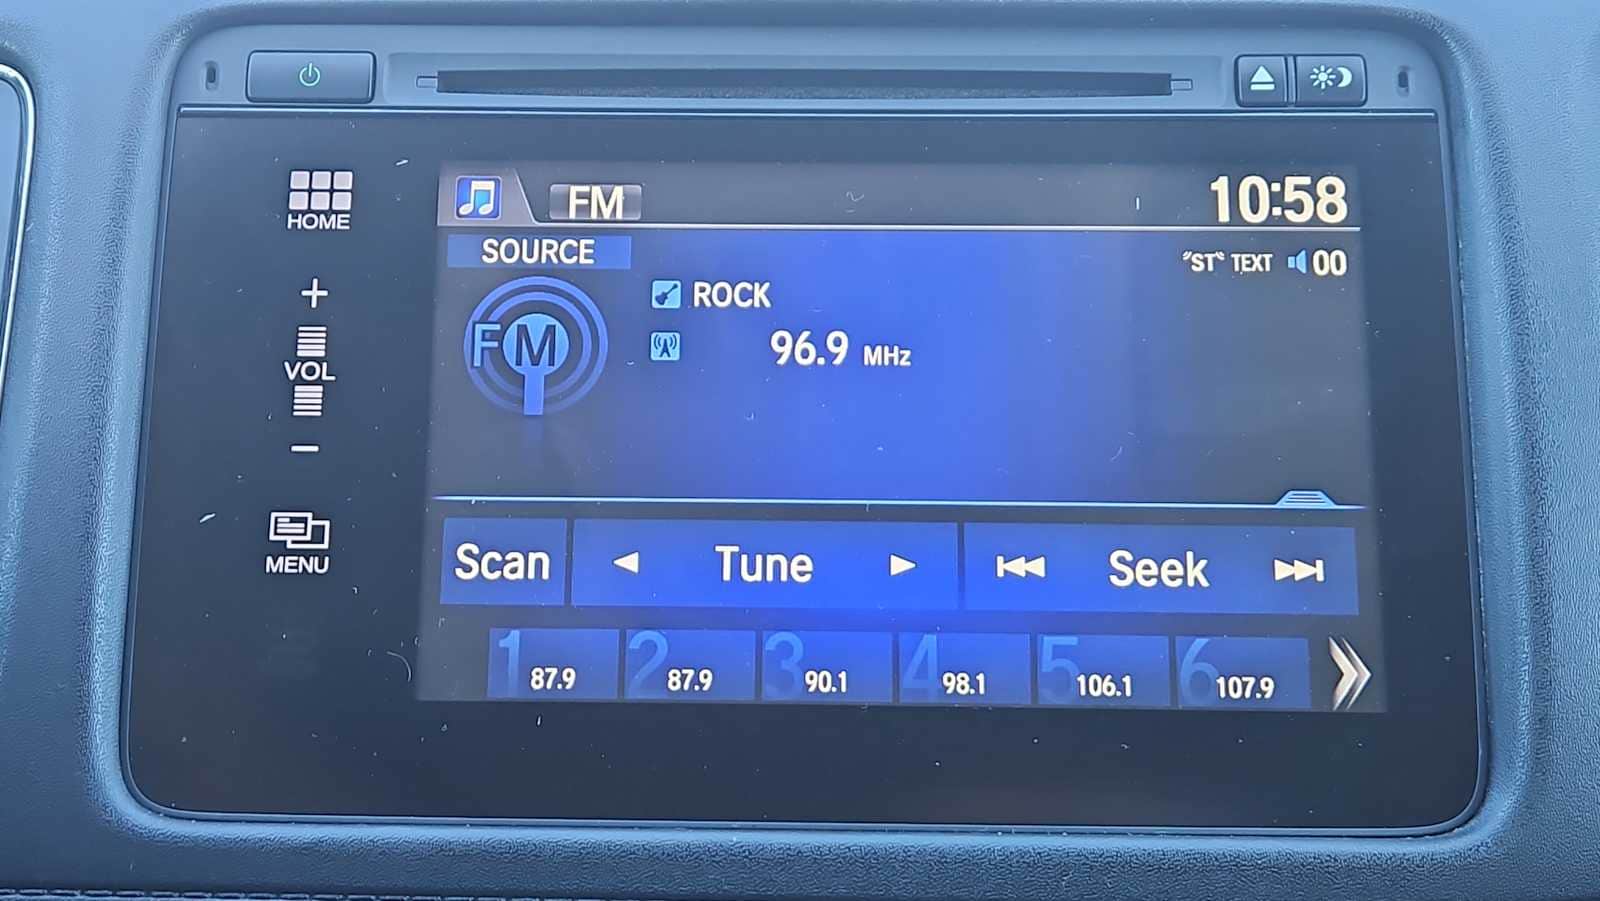 HOME
VOL
MENU
FM
10:58
SOURCE
"ST" TEXT 00
FM
ROCK
96.9 MHz
Scan Tune Seek
1 87.9 2 87.9 3 90.1 4 98.1 5 106.1 6 107.9